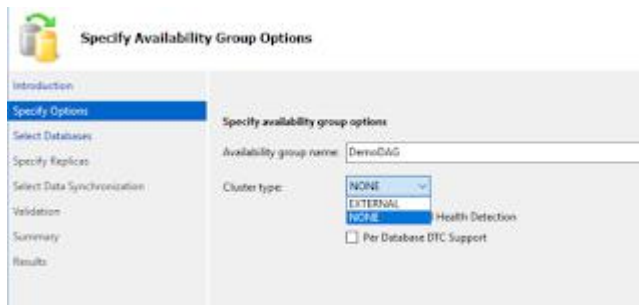 Specify Availability Group Options
Introduction
Specify Options
Select Databases
Specify Replicas
Select Data Synchronization
Validation
Summary
Results
Specify availability group options
Availability group name: DemoDAG
Cluster type: NONE
EXTERNAL
NONE
Health Detection
Per Database DTC Support